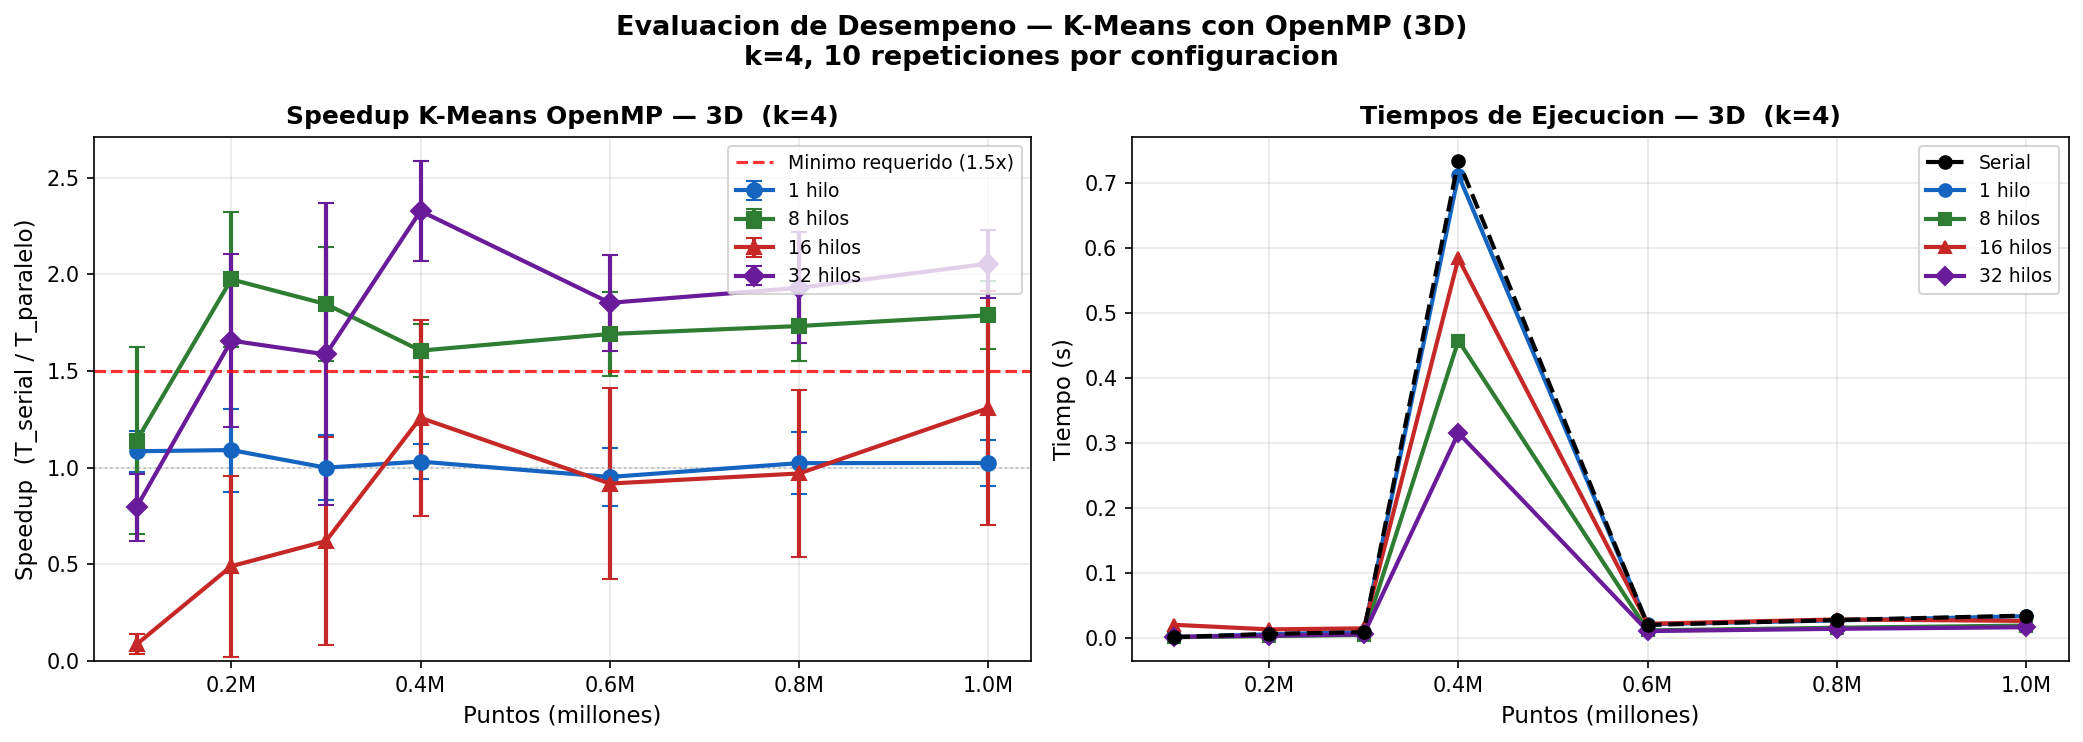 Evaluacion de Desempeno — K-Means con OpenMP (3D)
k=4, 10 repeticiones por configuracion
Speedup K-Means OpenMP — 3D  (k=4)
Speedup  (T_serial / T_paralelo)
2.5
2.0
1.5
1.0
0.5
0.0
Minimo requerido (1.5x)
1 hilo
8 hilos
16 hilos
32 hilos
0.2M
0.4M
0.6M
0.8M
1.0M
Puntos (millones)
Tiempos de Ejecucion — 3D  (k=4)
Tiempo (s)
0.7
0.6
0.5
0.4
0.3
0.2
0.1
0.0
Serial
1 hilo
8 hilos
16 hilos
32 hilos
0.2M
0.4M
0.6M
0.8M
1.0M
Puntos (millones)